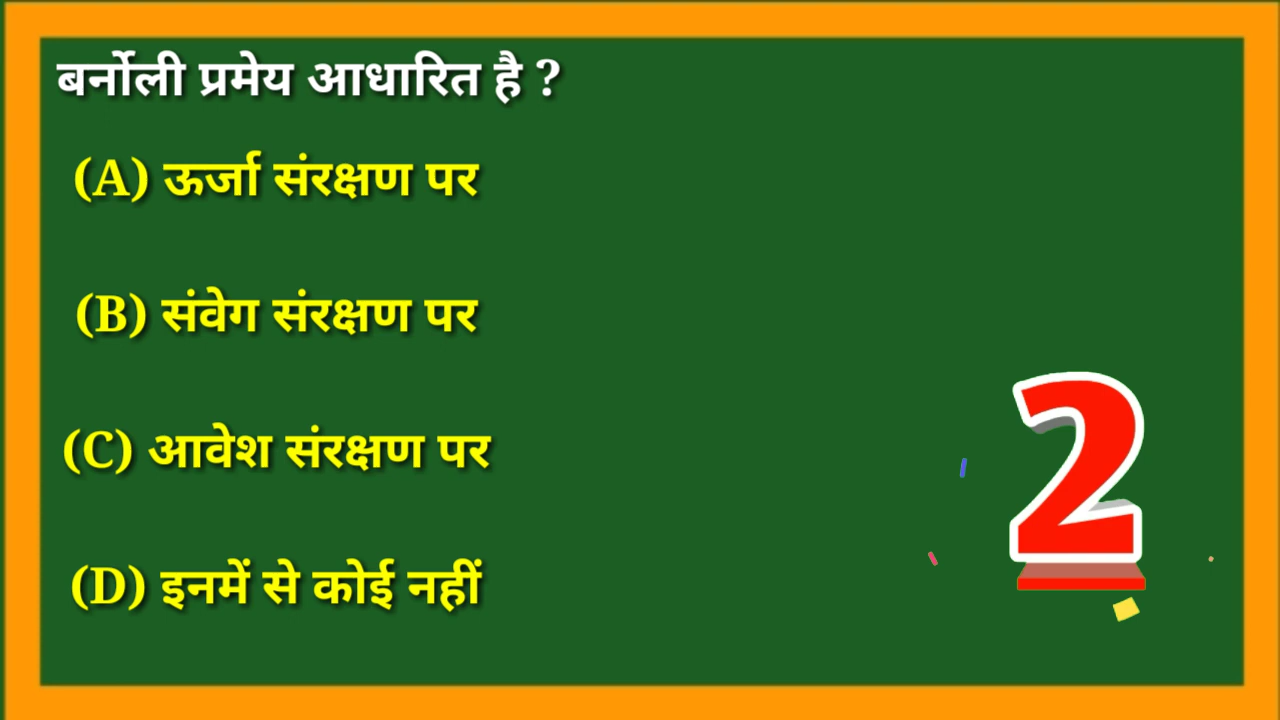 बर्नोली प्रमेय आधारित है ?
(A) ऊर्जा संरक्षण पर
(B) संवेग संरक्षण पर
(C) आवेश संरक्षण पर
(D) इनमें से कोई नहीं
2